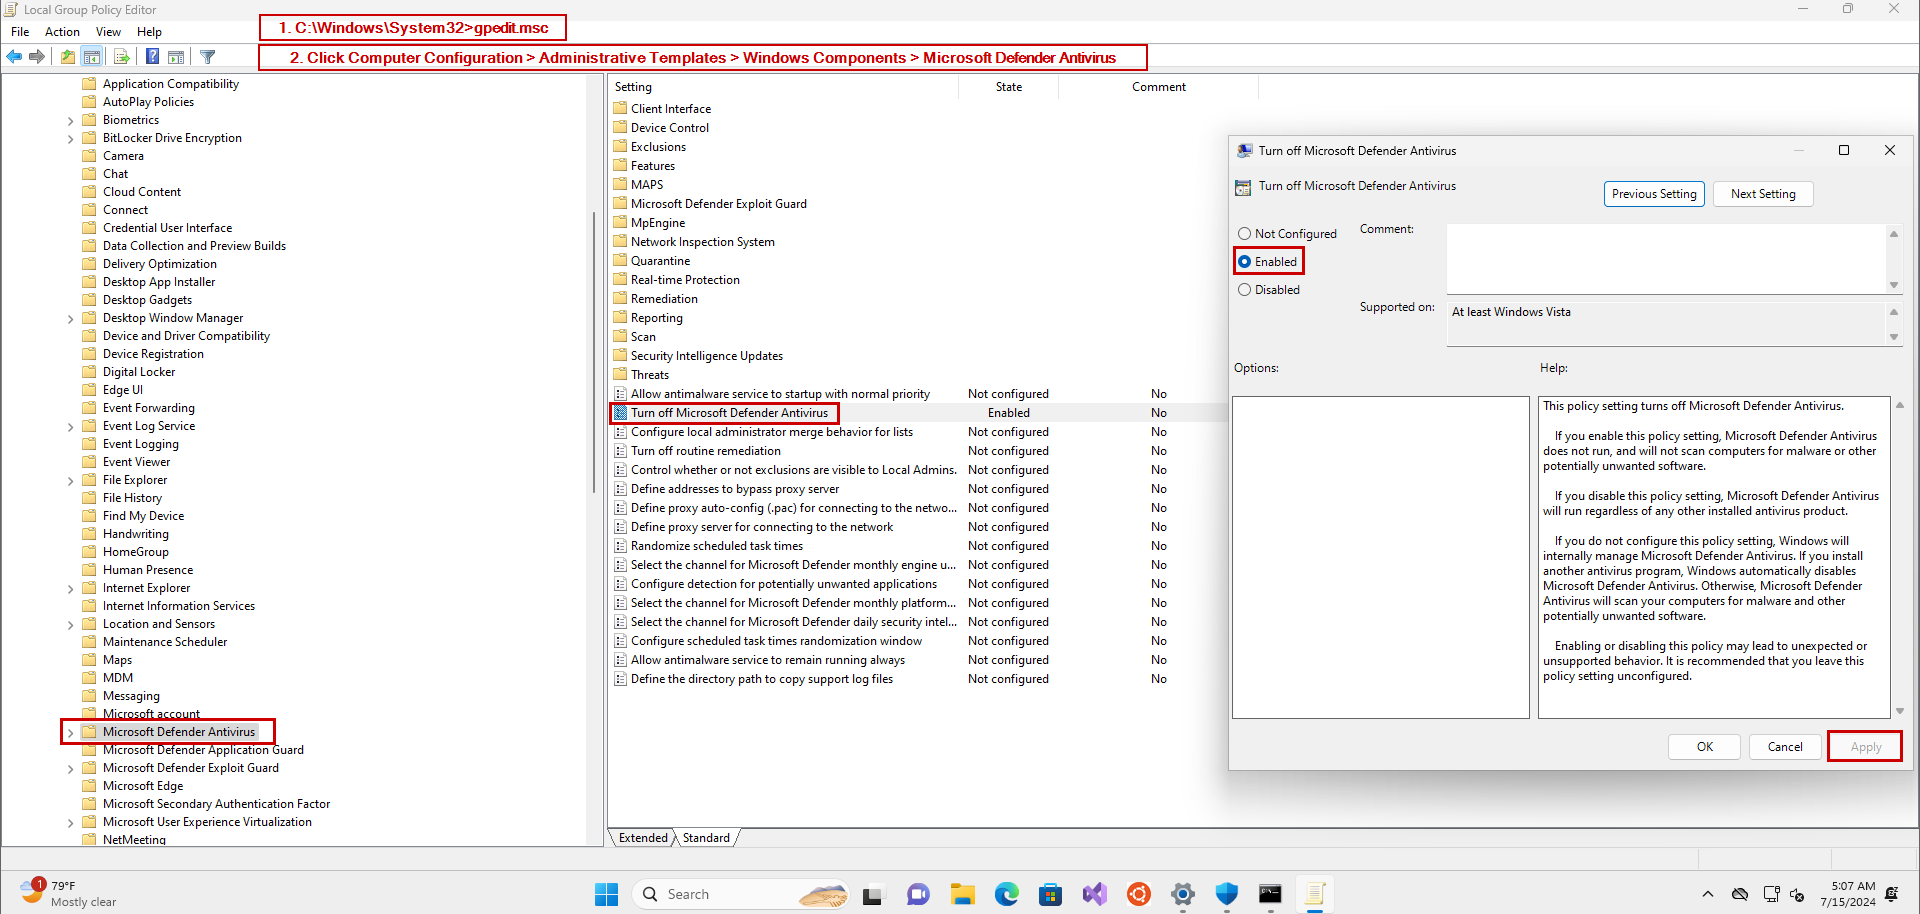 Local Group Policy Editor
File Action View Help
1. C:\Windows\System32>gpedit.msc
2. Click Computer Configuration > Administrative Templates > Windows Components > Microsoft Defender Antivirus
Application Compatibility
AutoPlay Policies
Biometrics
BitLocker Drive Encryption
Camera
Chat
Cloud Content
Connect
Credential User Interface
Data Collection and Preview Builds
Delivery Optimization
Desktop App Installer
Desktop Gadgets
Desktop Window Manager
Device and Driver Compatibility
Device Registration
Digital Locker
Edge UI
Event Forwarding
Event Log Service
Event Logging
Event Viewer
File Explorer
File History
Find My Device
Handwriting
HomeGroup
Human Presence
Internet Explorer
Internet Information Services
Location and Sensors
Maintenance Scheduler
Maps
MDM
Messaging
Microsoft account
Microsoft Defender Antivirus
Microsoft Defender Application Guard
Microsoft Defender Exploit Guard
Microsoft Edge
Microsoft Secondary Authentication Factor
Microsoft User Experience Virtualization
NetMeeting
Setting State Comment
Client Interface
Device Control
Exclusions
Features
MAPS
Microsoft Defender Exploit Guard
MpEngine
Network Inspection System
Quarantine
Real-time Protection
Remediation
Reporting
Scan
Security Intelligence Updates
Threats
Allow antimalware service to startup with normal priority Not configured No
Turn off Microsoft Defender Antivirus Enabled No
Configure local administrator merge behavior for lists Not configured No
Turn off routine remediation Not configured No
Control whether or not exclusions are visible to Local Admins. Not configured No
Define addresses to bypass proxy server Not configured No
Define proxy auto-config (.pac) for connecting to the netwo... Not configured No
Define proxy server for connecting to the network Not configured No
Randomize scheduled task times Not configured No
Select the channel for Microsoft Defender monthly engine u... Not configured No
Configure detection for potentially unwanted applications Not configured No
Select the channel for Microsoft Defender monthly platform... Not configured No
Select the channel for Microsoft Defender daily security intel... Not configured No
Configure scheduled task times randomization window Not configured No
Allow antimalware service to remain running always Not configured No
Define the directory path to copy support log files Not configured No
Extended Standard
Turn off Microsoft Defender Antivirus
Turn off Microsoft Defender Antivirus
Previous Setting Next Setting
Not Configured
Enabled
Disabled
Comment:
Supported on:
At least Windows Vista
Options:
Help:
This policy setting turns off Microsoft Defender Antivirus.
If you enable this policy setting, Microsoft Defender Antivirus
does not run, and will not scan computers for malware or other
potentially unwanted software.
If you disable this policy setting, Microsoft Defender Antivirus
will run regardless of any other installed antivirus product.
If you do not configure this policy setting, Windows will
internally manage Microsoft Defender Antivirus. If you install
another antivirus program, Windows automatically disables
Microsoft Defender Antivirus. Otherwise, Microsoft Defender
Antivirus will scan your computers for malware and other
potentially unwanted software.
Enabling or disabling this policy may lead to unexpected or
unsupported behavior. It is recommended that you leave this
policy setting unconfigured.
OK Cancel Apply
1
79°F
Mostly clear
Search
5:07 AM
7/15/2024